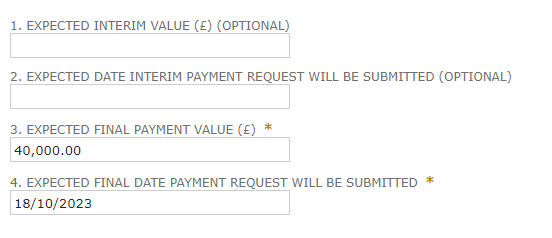 1. EXPECTED INTERIM VALUE (£) (OPTIONAL)
2. EXPECTED DATE INTERIM PAYMENT REQUEST WILL BE SUBMITTED (OPTIONAL)
3. EXPECTED FINAL PAYMENT VALUE (£) *
40,000.00
4. EXPECTED FINAL DATE PAYMENT REQUEST WILL BE SUBMITTED *
18/10/2023